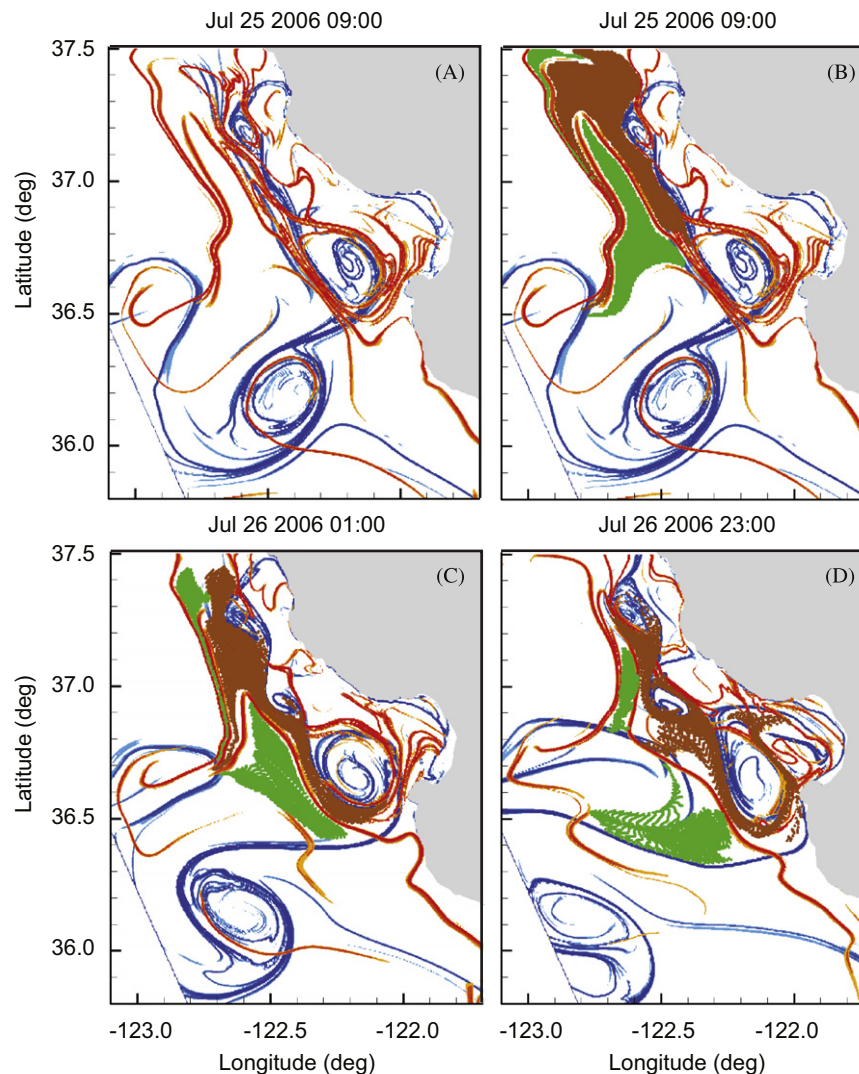 Jul 25 2006 09:00
Jul 25 2006 09:00
37.5
(A)
(B)
37.0
Latitude (deg)
36.5
36.0
Jul 26 2006 01:00
Jul 26 2006 23:00
37.5
(C)
(D)
37.0
Latitude (deg)
36.5
36.0
-123.0
-122.5
-122.0
-123.0
-122.5
-122.0
Longitude (deg)
Longitude (deg)